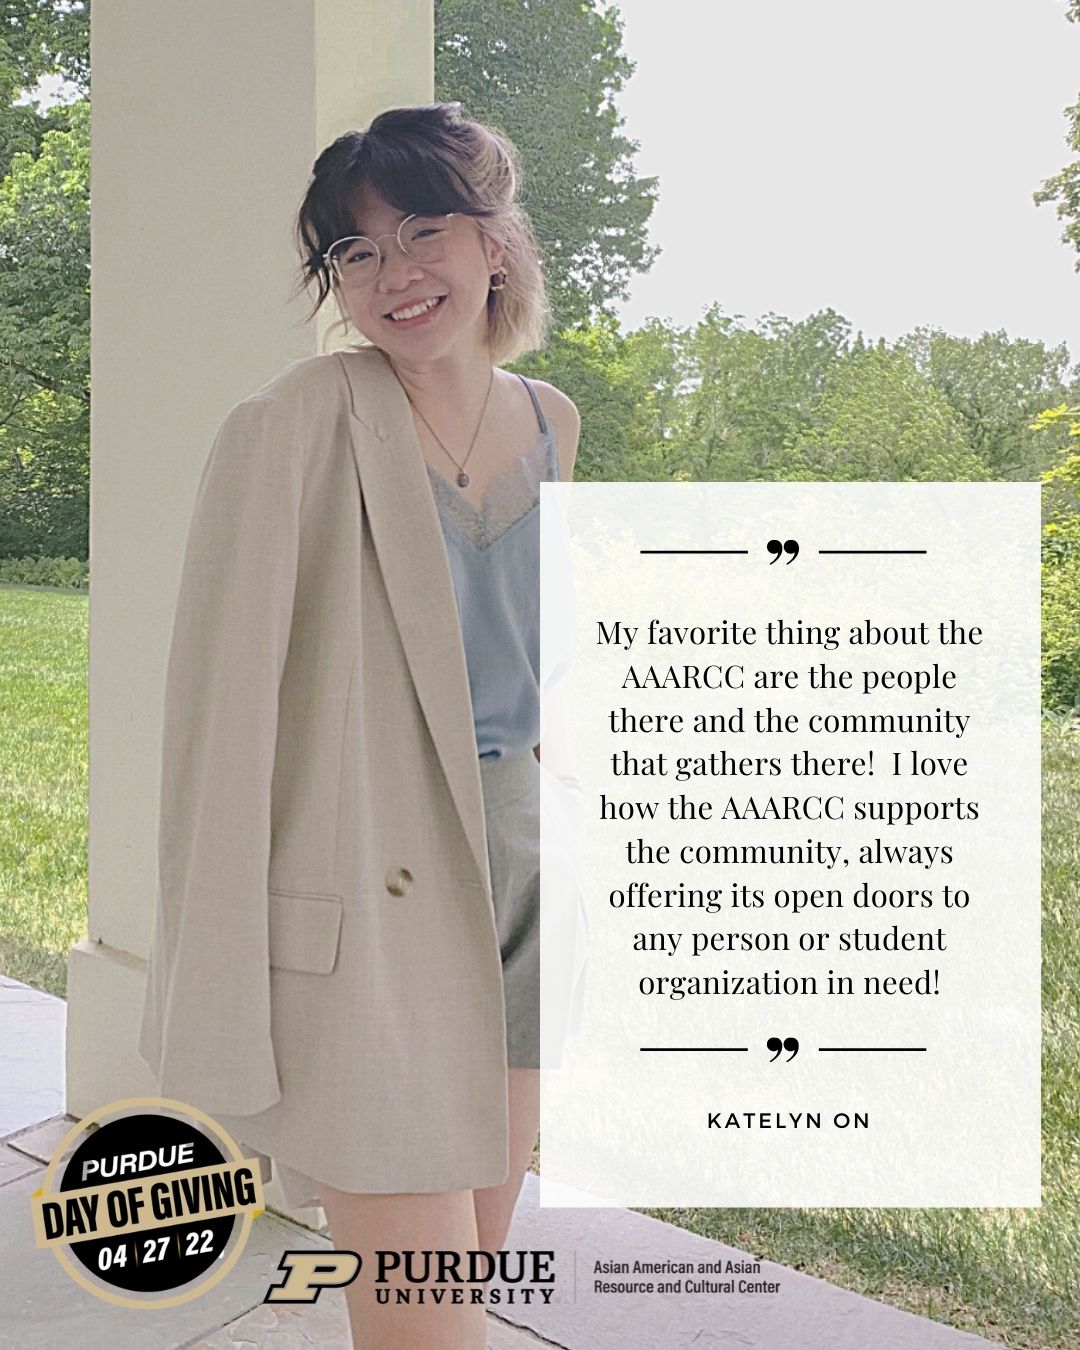 ❞
My favorite thing about the
AAARCC are the people
there and the community
that gathers there!  I love
how the AAARCC supports
the community, always
offering its open doors to
any person or student
organization in need!
❞
KATELYN ON
PURDUE
DAY OF GIVING
04 27 22
P PURDUE
UNIVERSITY
Asian American and Asian
Resource and Cultural Center